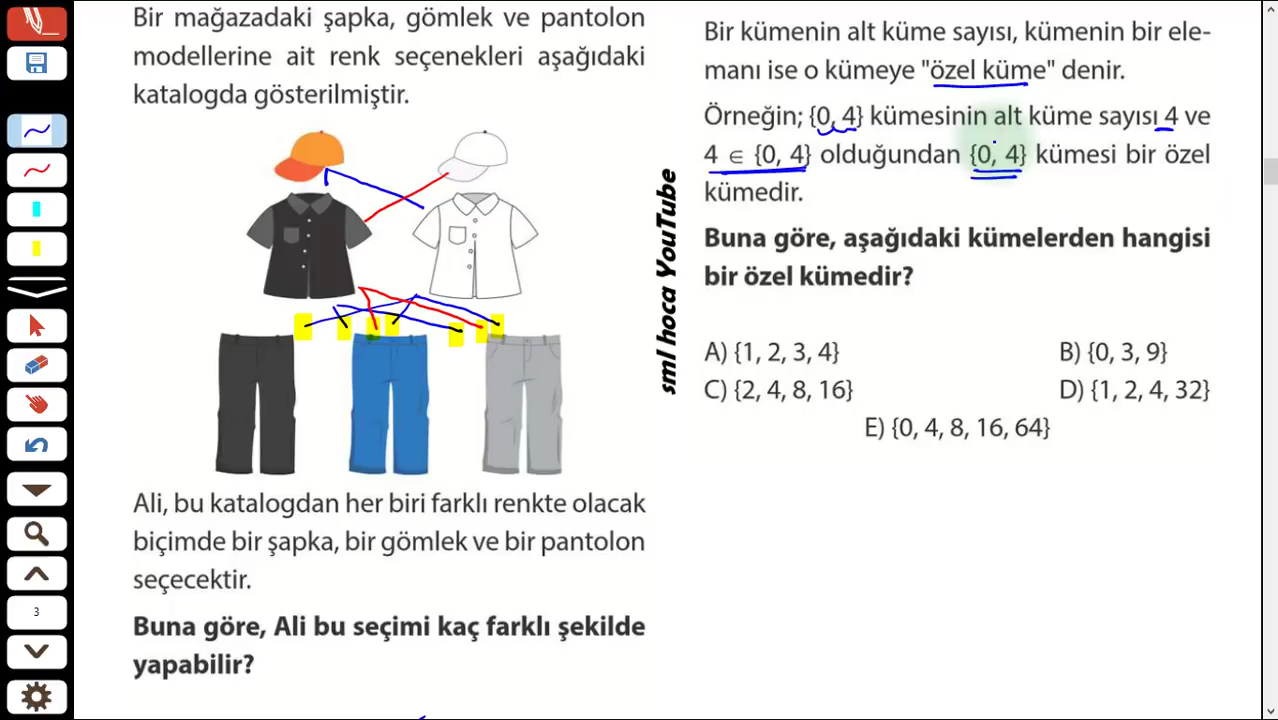 Bir mağazadaki şapka, gömlek ve pantolon
modellerine ait renk seçenekleri aşağıdaki
katalogda gösterilmiştir.
Ali, bu katalogdan her biri farklı renkte olacak
biçimde bir şapka, bir gömlek ve bir pantolon
seçecektir.
Buna göre, Ali bu seçimi kaç farklı şekilde
yapabilir?
sml hoca YouTube
Bir kümenin alt küme sayısı, kümenin bir ele-
manı ise o kümeye "özel küme" denir.
Örneğin; {0, 4} kümesinin alt küme sayısı 4 ve
4 ∈ {0, 4} olduğundan {0, 4} kümesi bir özel
kümedir.
Buna göre, aşağıdaki kümelerden hangisi
bir özel kümedir?
A) {1, 2, 3, 4} B) {0, 3, 9}
C) {2, 4, 8, 16} D) {1, 2, 4, 32}
E) {0, 4, 8, 16, 64}
3